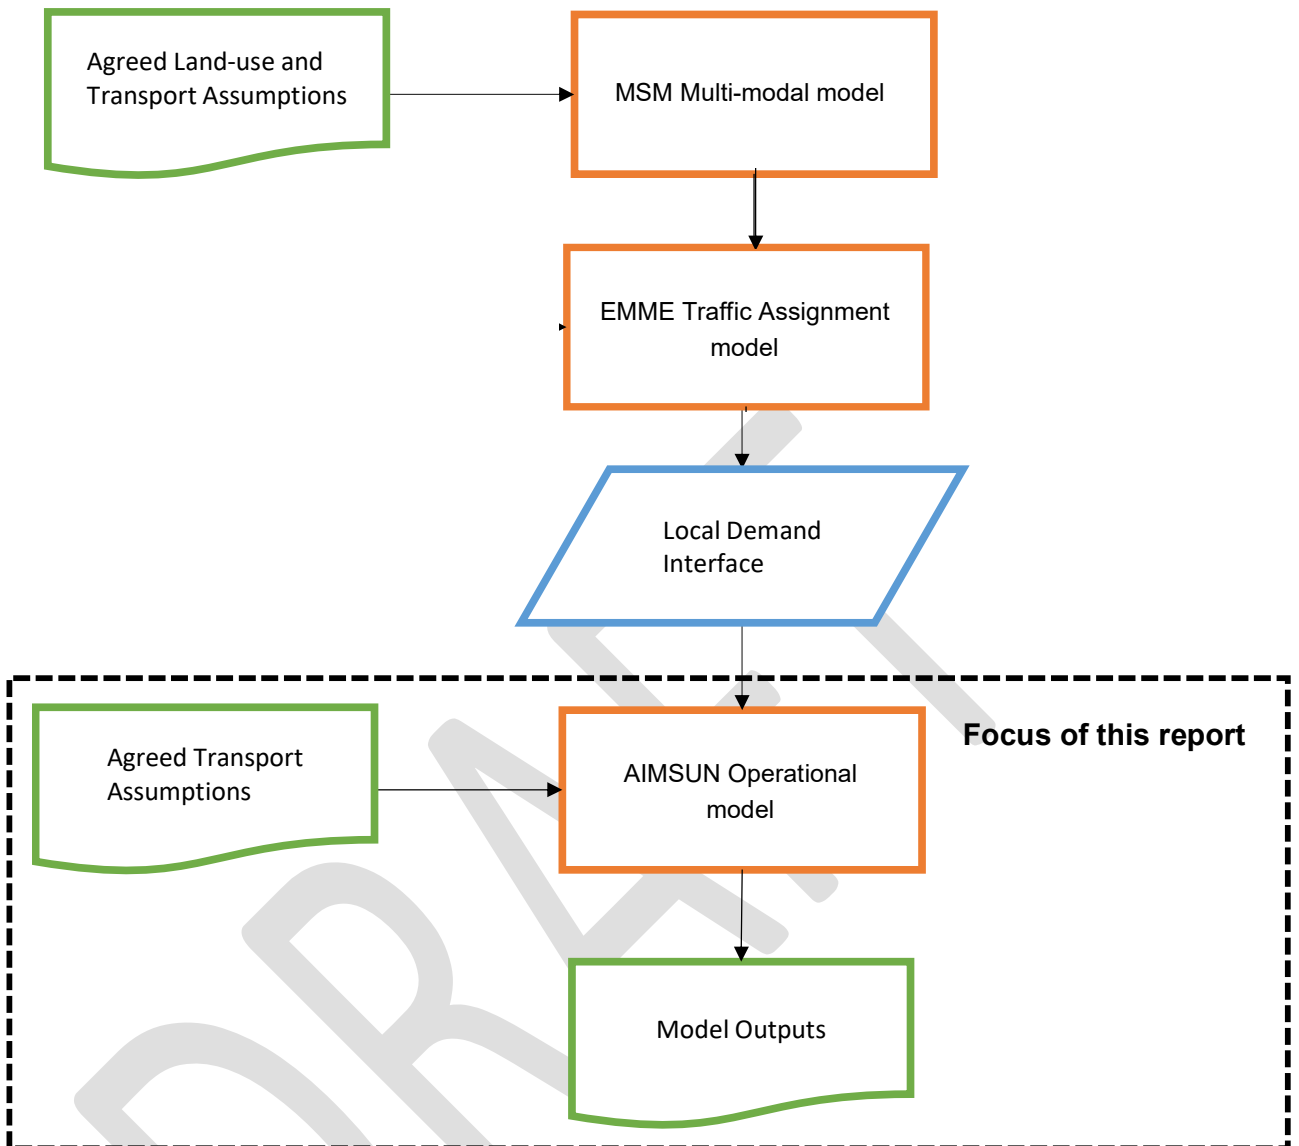 Agreed Land-use and
Transport Assumptions
MSM Multi-modal model
EMME Traffic Assignment
model
Local Demand
Interface
Focus of this report
Agreed Transport
Assumptions
AIMSUN Operational
model
Model Outputs
DRAFT